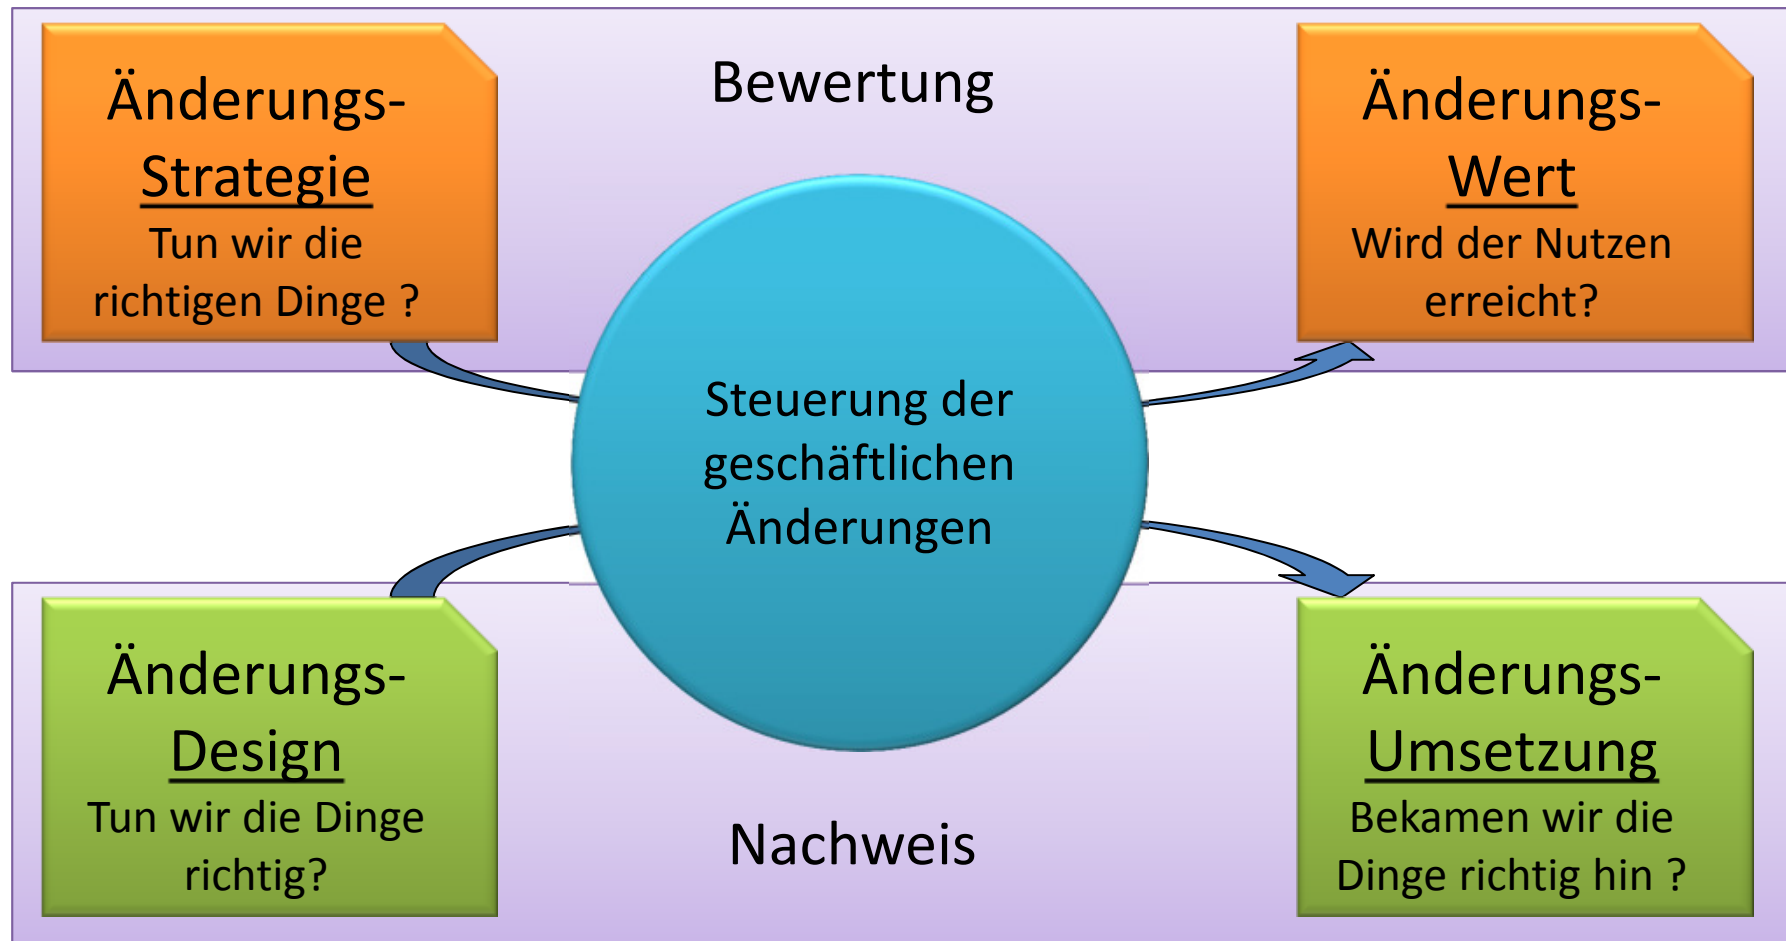 Änderungs-
Strategie
Tun wir die
richtigen Dinge ?
Bewertung
Änderungs-
Wert
Wird der Nutzen
erreicht?
Steuerung der
geschäftlichen
Änderungen
Änderungs-
Design
Tun wir die Dinge
richtig?
Nachweis
Änderungs-
Umsetzung
Bekamen wir die
Dinge richtig hin ?